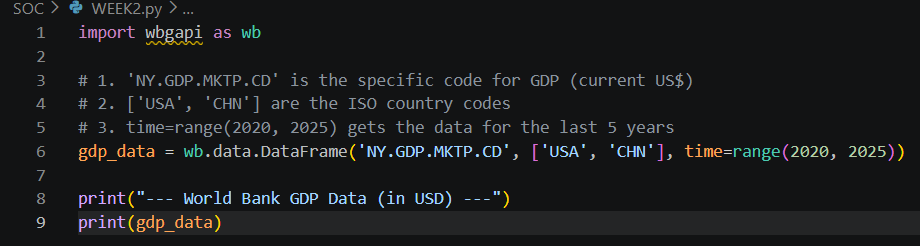 SOC > WEEK2.py > ...
1 import wbgapi as wb
2
3 # 1. 'NY.GDP.MKTP.CD' is the specific code for GDP (current US$)
4 # 2. ['USA', 'CHN'] are the ISO country codes
5 # 3. time=range(2020, 2025) gets the data for the last 5 years
6 gdp_data = wb.data.DataFrame('NY.GDP.MKTP.CD', ['USA', 'CHN'], time=range(2020, 2025))
7
8 print("--- World Bank GDP Data (in USD) ---")
9 print(gdp_data)